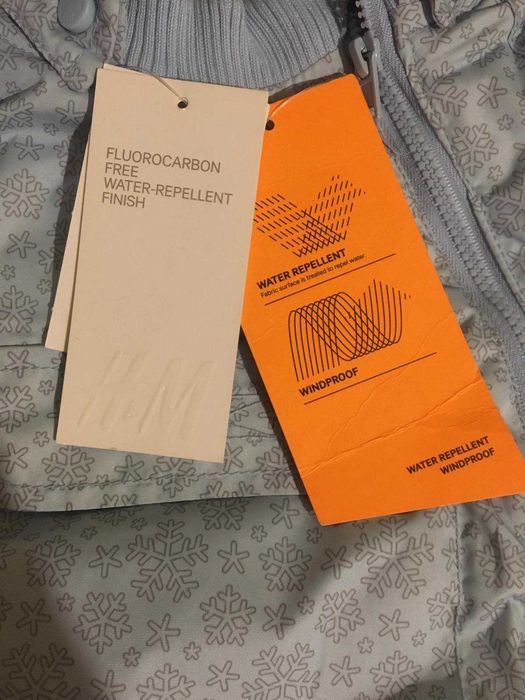 FLUOROCARBON
FREE
WATER-REPELLENT
FINISH
H&M
WATER REPELLENT
Fabric surface is treated to repel water.
WINDPROOF
WATER REPELLENT
WINDPROOF